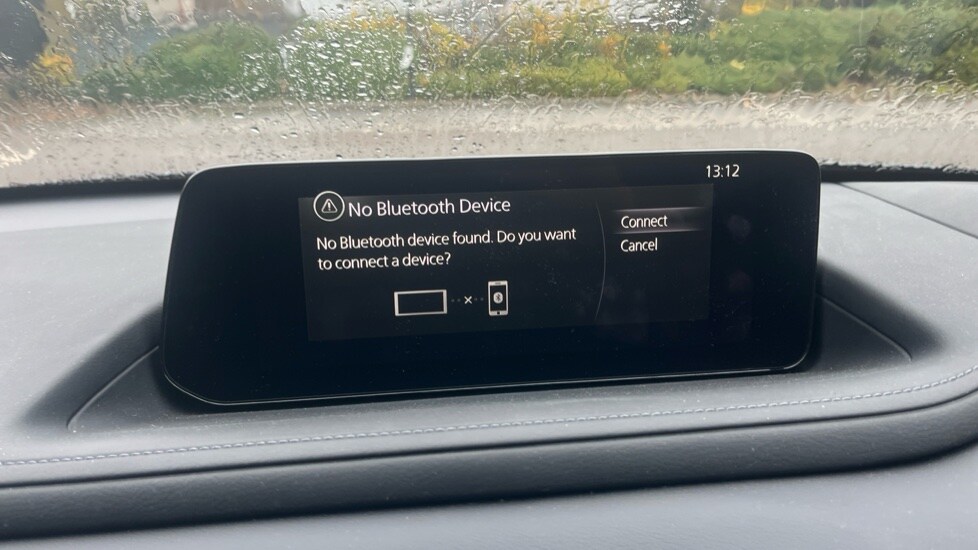 13:12
No Bluetooth Device
No Bluetooth device found. Do you want
to connect a device?
Connect
Cancel